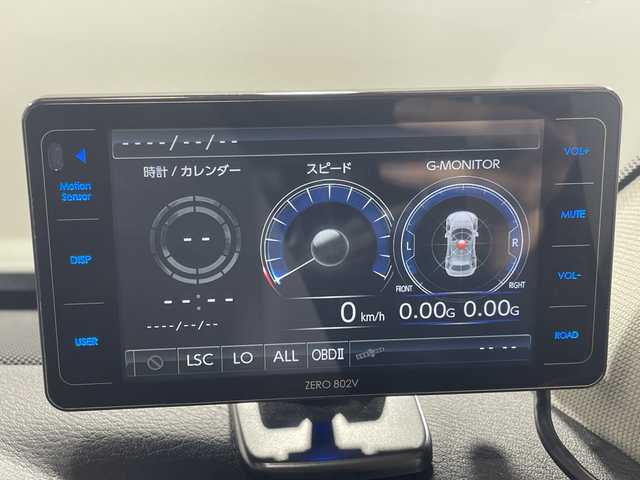 ----/--/--
時計 / カレンダー
スピード
G-MONITOR
Motion
Sensor
DISP
USER
VOL+
MUTE
VOL-
ROAD
-- 
L
R
FRONT
RIGHT
-- : --
0 km/h
0.00G 0.00G
----/--/--
LSC LO ALL OBDII
-- --
ZERO 802V